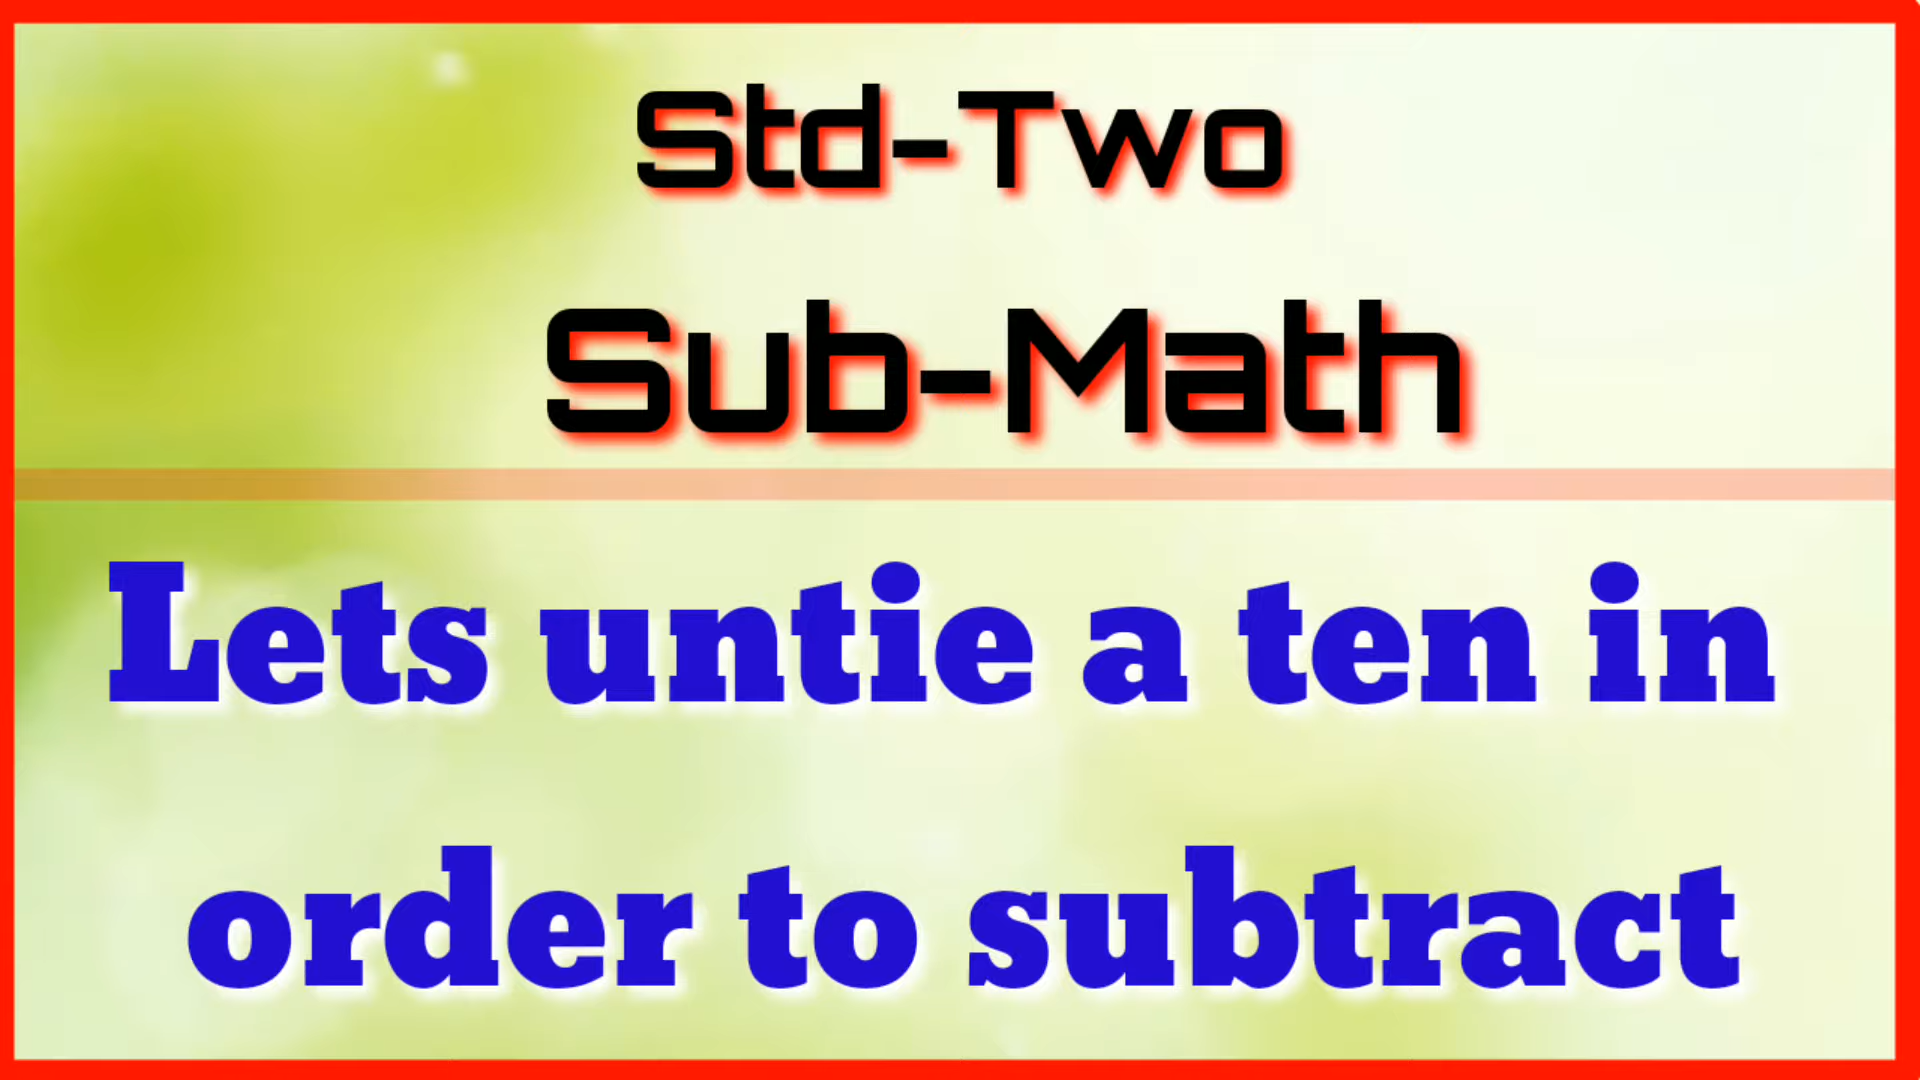 Std-Two
Sub-Math
Lets untie a ten in
order to subtract